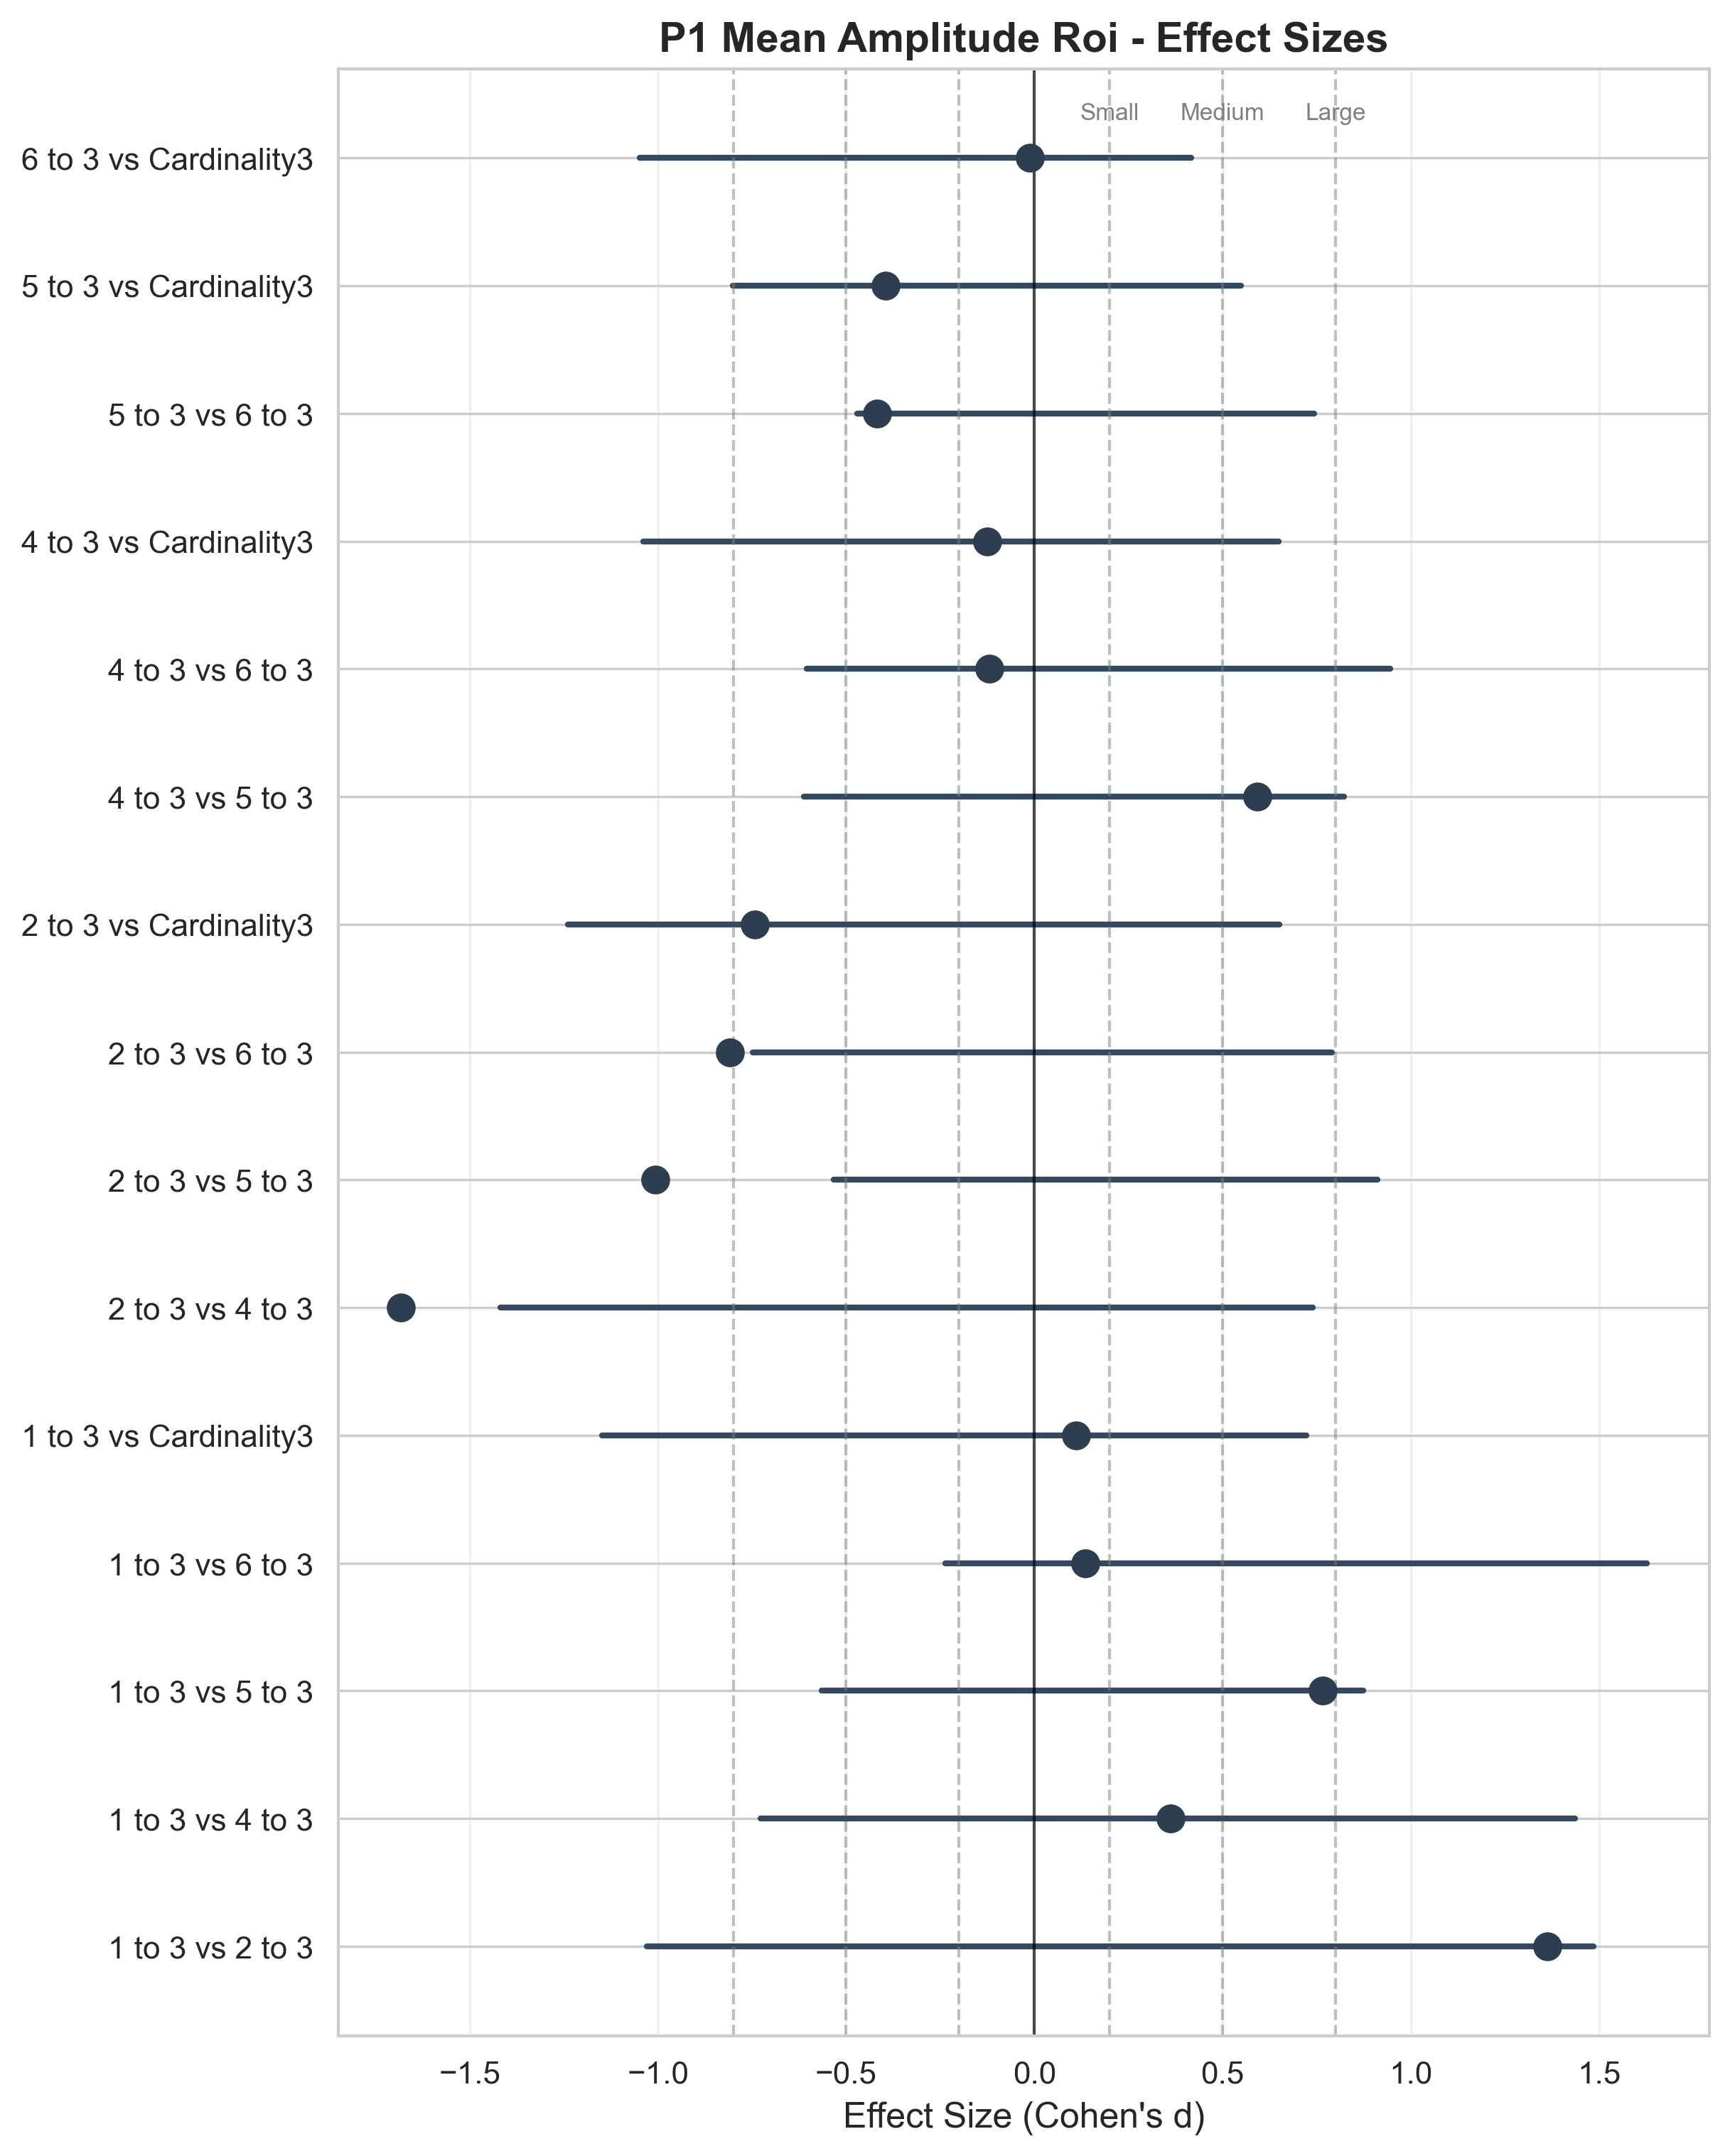 P1 Mean Amplitude Roi - Effect Sizes
Small Medium Large
6 to 3 vs Cardinality3
5 to 3 vs Cardinality3
5 to 3 vs 6 to 3
4 to 3 vs Cardinality3
4 to 3 vs 6 to 3
4 to 3 vs 5 to 3
2 to 3 vs Cardinality3
2 to 3 vs 6 to 3
2 to 3 vs 5 to 3
2 to 3 vs 4 to 3
1 to 3 vs Cardinality3
1 to 3 vs 6 to 3
1 to 3 vs 5 to 3
1 to 3 vs 4 to 3
1 to 3 vs 2 to 3
−1.5 −1.0 −0.5 0.0 0.5 1.0 1.5
Effect Size (Cohen's d)